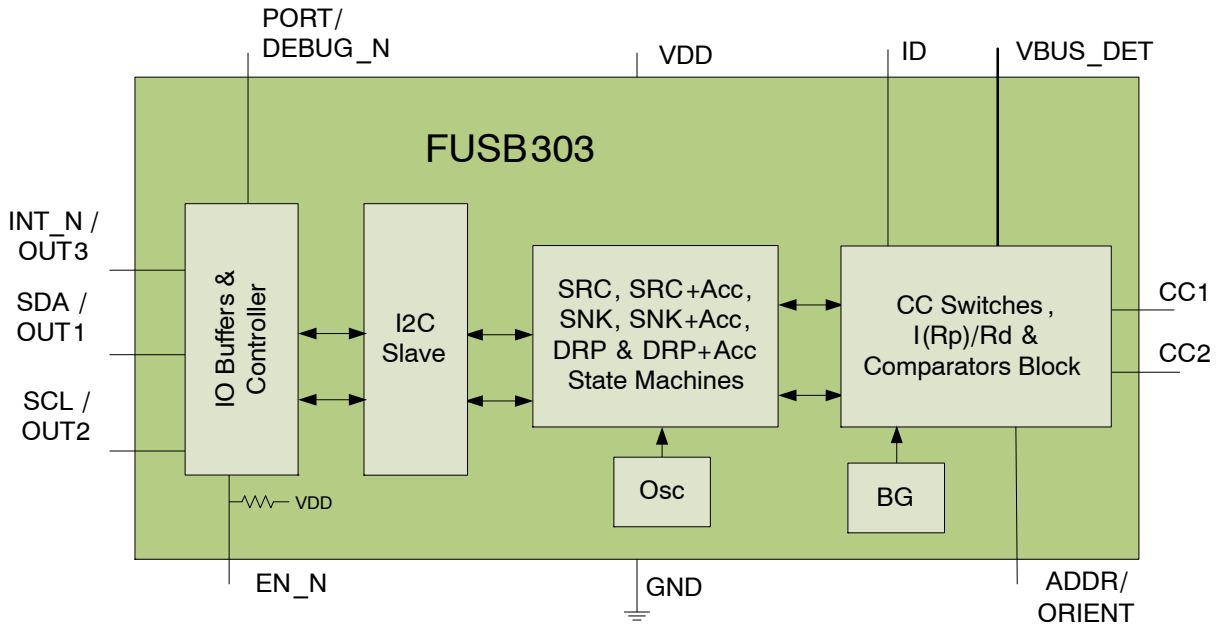 PORT/
DEBUG_N
VDD
ID
VBUS_DET
FUSB303
INT_N /
OUT3
SDA /
OUT1
SCL /
OUT2
IO Buffers &
Controller
I2C
Slave
SRC, SRC+Acc,
SNK, SNK+Acc,
DRP & DRP+Acc
State Machines
CC Switches ,
I(Rp)/Rd &
Comparators Block
CC1
CC2
Osc
BG
VDD
EN_N
GND
ADDR/
ORIENT